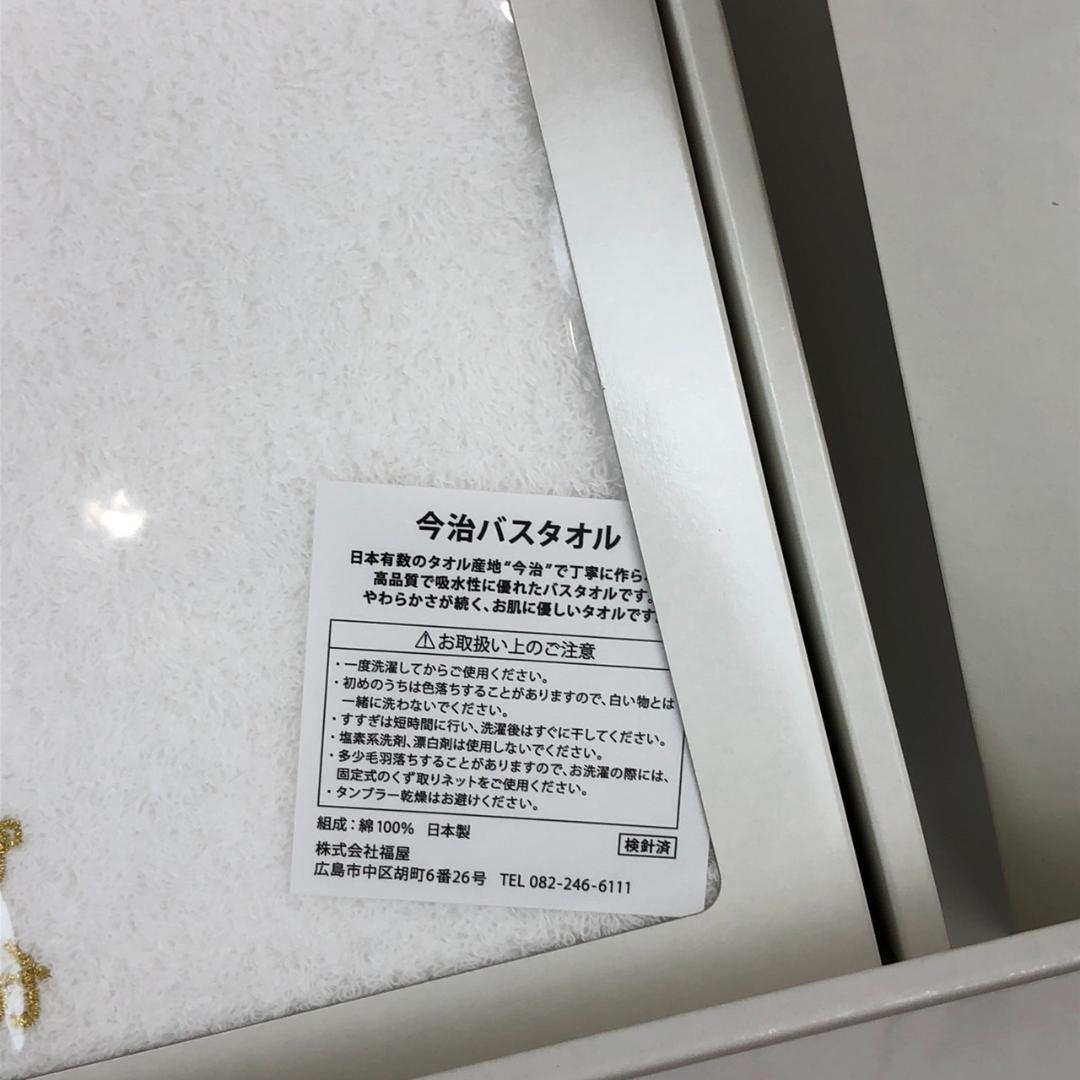 今治バスタオル
日本有数のタオル産地“今治”で丁寧に作ら
高品質で吸水性に優れたバスタオルです。
やわらかさが続く、お肌に優しいタオルです。
⚠お取扱い上のご注意
・一度洗濯してからご使用ください。
・初めのうちは色落ちすることがありますので、白い物とは
一緒に洗わないでください。
・すすぎは短時間に行い、洗濯後はすぐに干してください。
・塩素系洗剤、漂白剤は使用しないでください。
・多少毛羽落ちすることがありますので、お洗濯の際には、
固定式のくず取りネットをご使用ください。
・タンブラー乾燥はお避けください。
組成：綿100% 日本製
検針済
株式会社福屋
広島市中区胡町6番26号 TEL 082-246-6111